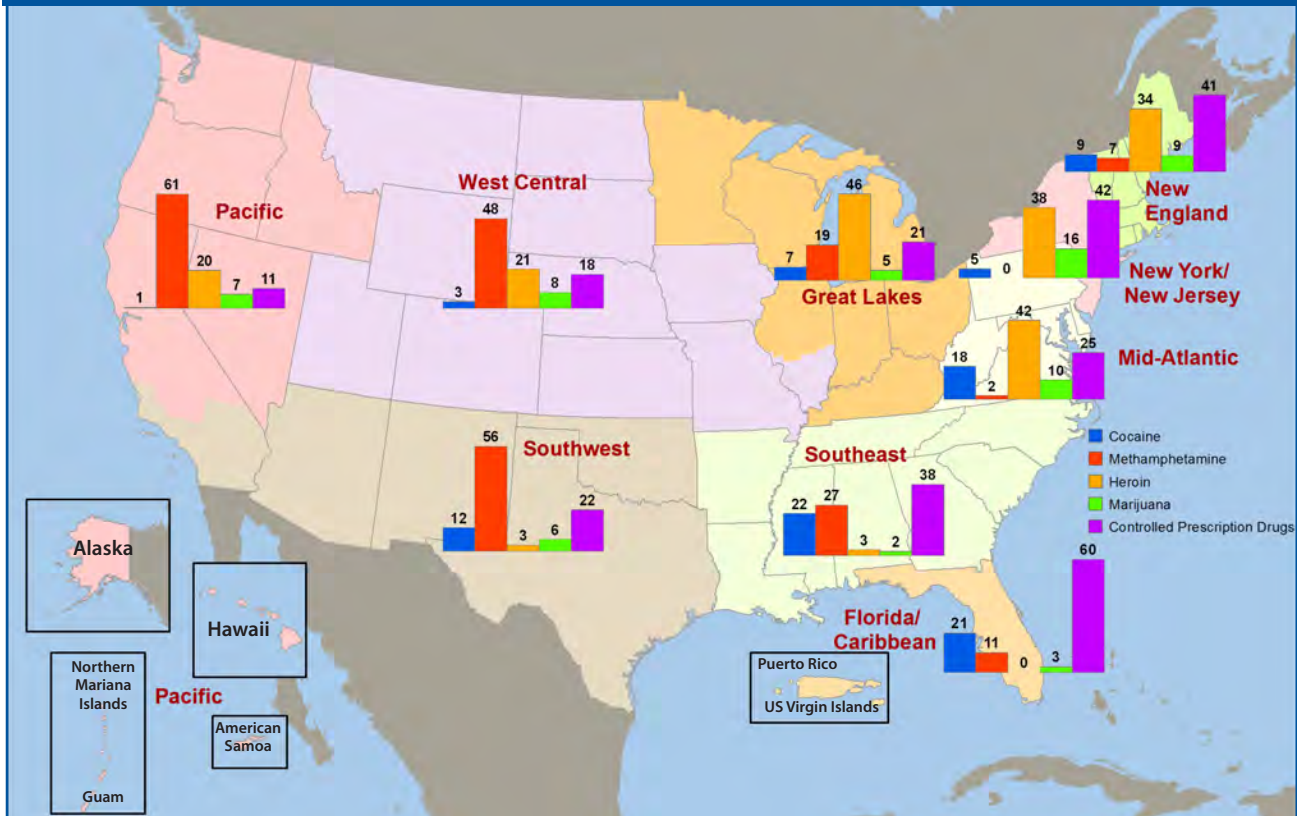 61
Pacific
20
1
7
11
West Central
48
3
21
8
18
46
7
19
5
21
Great Lakes
41
34
9
7
9
New
England
42
38
16
5
0
New York/
New Jersey
42
18
2
10
25
Mid-Atlantic
Cocaine
Methamphetamine
Heroin
Marijuana
Controlled Prescription Drugs
56
Southwest
12
3
6
22
Southeast
38
22
27
3
2
60
Florida/
Caribbean
21
11
0
3
Alaska
Hawaii
Northern
Mariana
Islands
Guam
Pacific
American
Samoa
Puerto Rico
US Virgin Islands